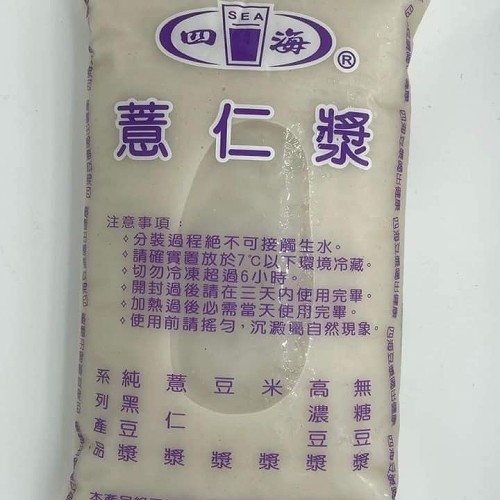 SEA
四海®
薏仁漿
注意事項：
◇分裝過程絕不可接觸生水。
◇請確實置放於7℃以下環境冷藏。
◇切勿冷凍超過6小時。
◇開封過後請在三天內使用完畢。
◇加熱過後必需當天使用完畢。
◇使用前請搖勻，沉澱屬自然現象。
無糖豆漿
高濃豆漿
米漿
豆漿
薏仁漿
純黑豆漿
系列產品